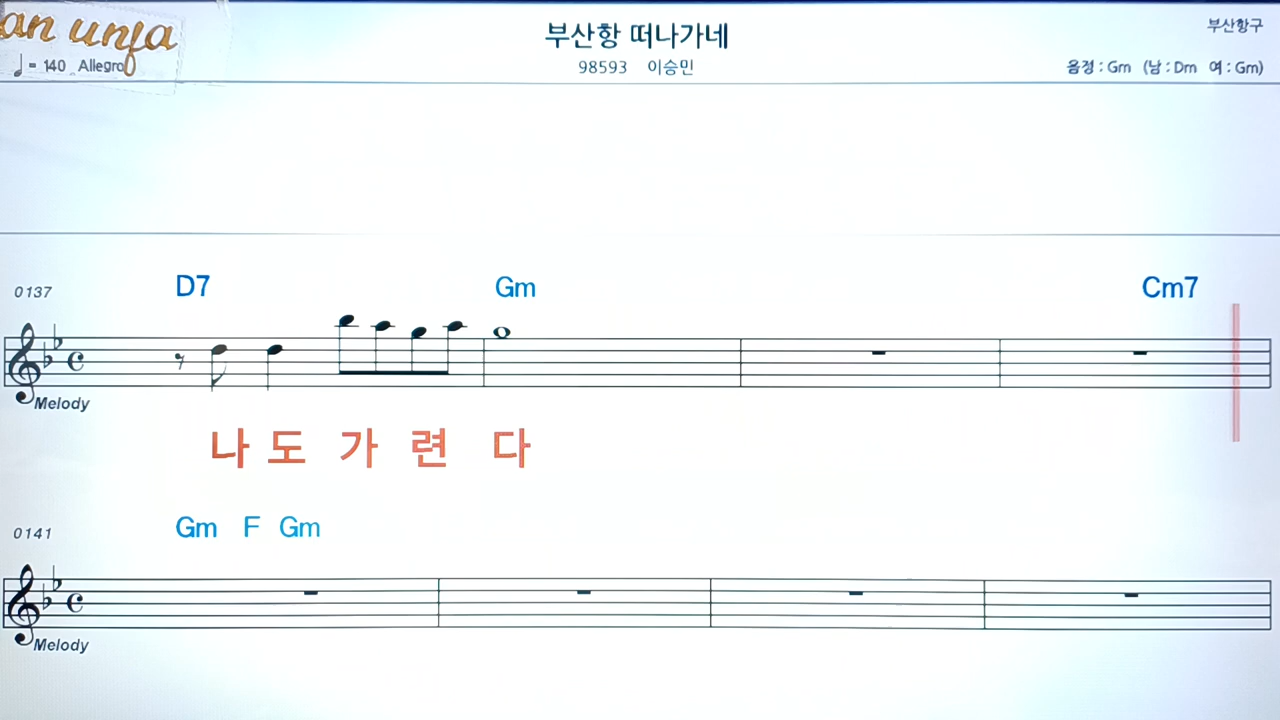 an unfa
부산항 떠나가네
부산항구
♩= 140 Allegro
98593 이승민
음정 : Gm (남 : Dm 여 : Gm)
0137 D7 Gm Cm7
Melody
나 도 가 련 다
0141 Gm F Gm
Melody